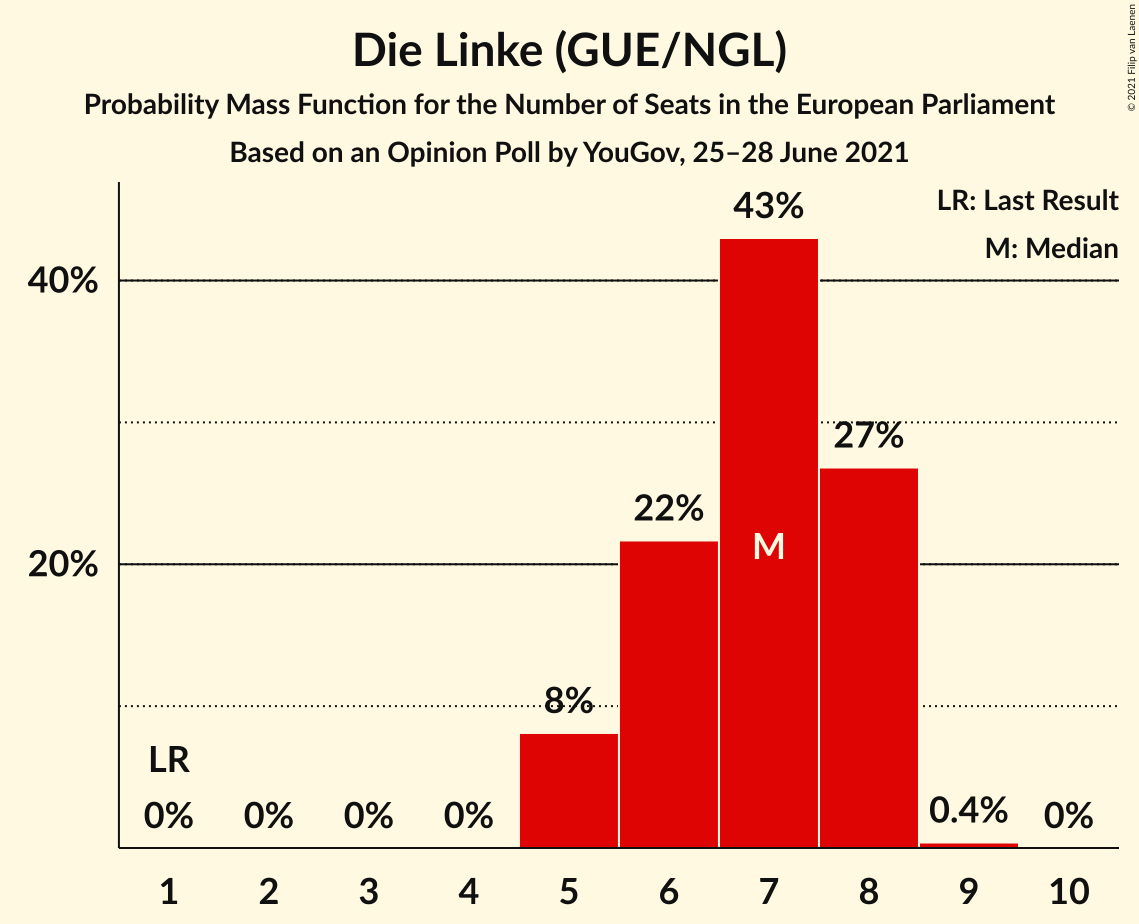 Die Linke (GUE/NGL)
Probability Mass Function for the Number of Seats in the European Parliament
Based on an Opinion Poll by YouGov, 25–28 June 2021
© 2021 Filip van Laenen
LR: Last Result
M: Median
43%
40%
27%
22%
M
20%
8%
LR
0% 0% 0% 0% 0.4% 0%
1 2 3 4 5 6 7 8 9 10